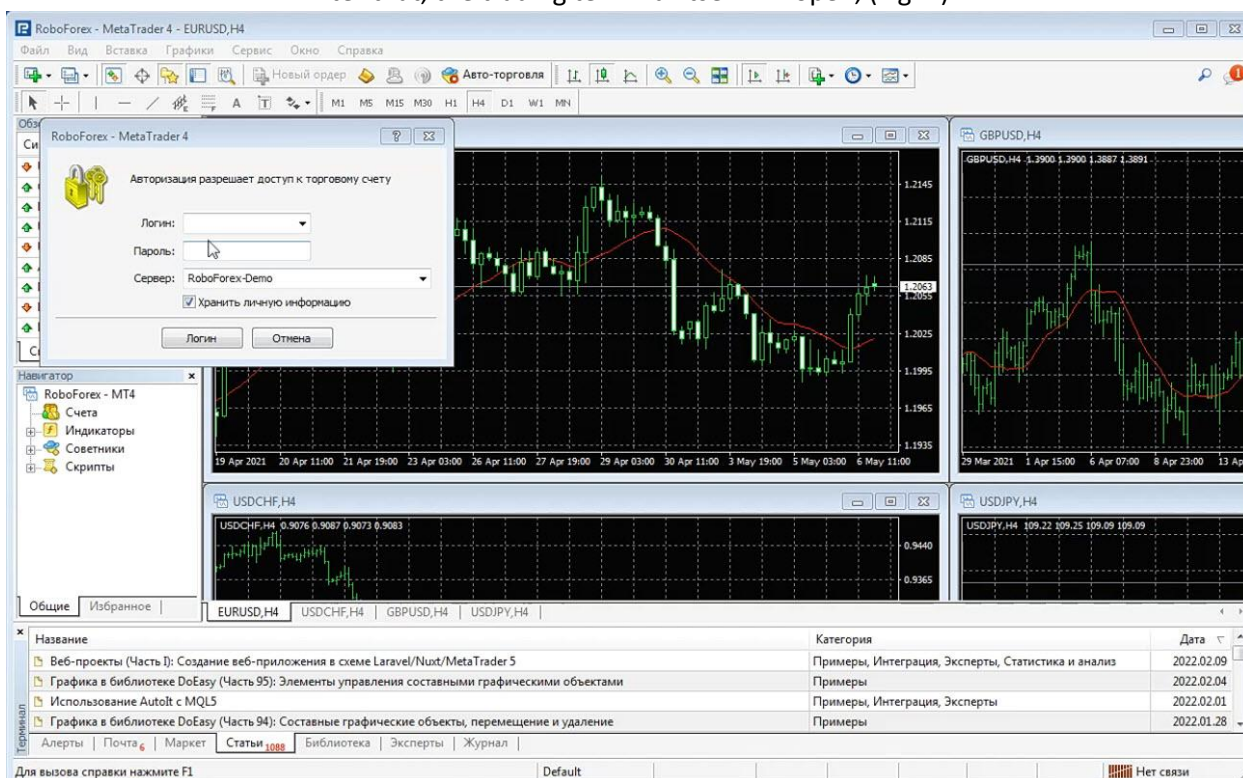 RoboForex - MetaTrader 4 - EURUSD,H4
Файл Вид Вставка Графики Сервис Окно Справка
Новый ордер Авто-торговля
A T M1 M5 M15 M30 H1 H4 D1 W1 MN
RoboForex - MetaTrader 4
Авторизация разрешает доступ к торговому счету
Логин:
Пароль:
Сервер: RoboForex-Demo
Хранить личную информацию
Логин Отмена
1.2145
1.2115
1.2085
1.2063
1.2055
1.2025
1.1995
1.1965
1.1935
19 Apr 2021 20 Apr 11:00 21 Apr 19:00 23 Apr 03:00 26 Apr 11:00 27 Apr 19:00 29 Apr 03:00 30 Apr 11:00 3 May 19:00 5 May 03:00 6 May 11:00
GBPUSD,H4
GBPUSD,H4 1.3900 1.3900 1.3887 1.3891
29 Mar 2021 1 Apr 15:00 6 Apr 07:00 8 Apr 23:00 13 Ap
Навигатор
RoboForex - MT4
Счета
Индикаторы
Советники
Скрипты
Общие Избранное
USDCHF,H4
USDCHF,H4 0.9076 0.9087 0.9073 0.9083
0.9440
0.9365
USDJPY,H4
USDJPY,H4 109.22 109.25 109.09 109.09
EURUSD,H4 USDCHF,H4 GBPUSD,H4 USDJPY,H4
Название Категория Дата
Веб-проекты (Часть I): Создание веб-приложения в схеме Laravel/Nuxt/MetaTrader 5 Примеры, Интеграция, Эксперты, Статистика и анализ 2022.02.09
Графика в библиотеке DoEasy (Часть 95): Элементы управления составными графическими объектами Примеры 2022.02.04
Использование AutoIt с MQL5 Примеры, Интеграция, Эксперты 2022.02.01
Графика в библиотеке DoEasy (Часть 94): Составные графические объекты, перемещение и удаление Примеры 2022.01.28
Терминал
Алерты Почта 6 Маркет Статьи 1088 Библиотека Эксперты Журнал
Для вызова справки нажмите F1 Default Нет связи